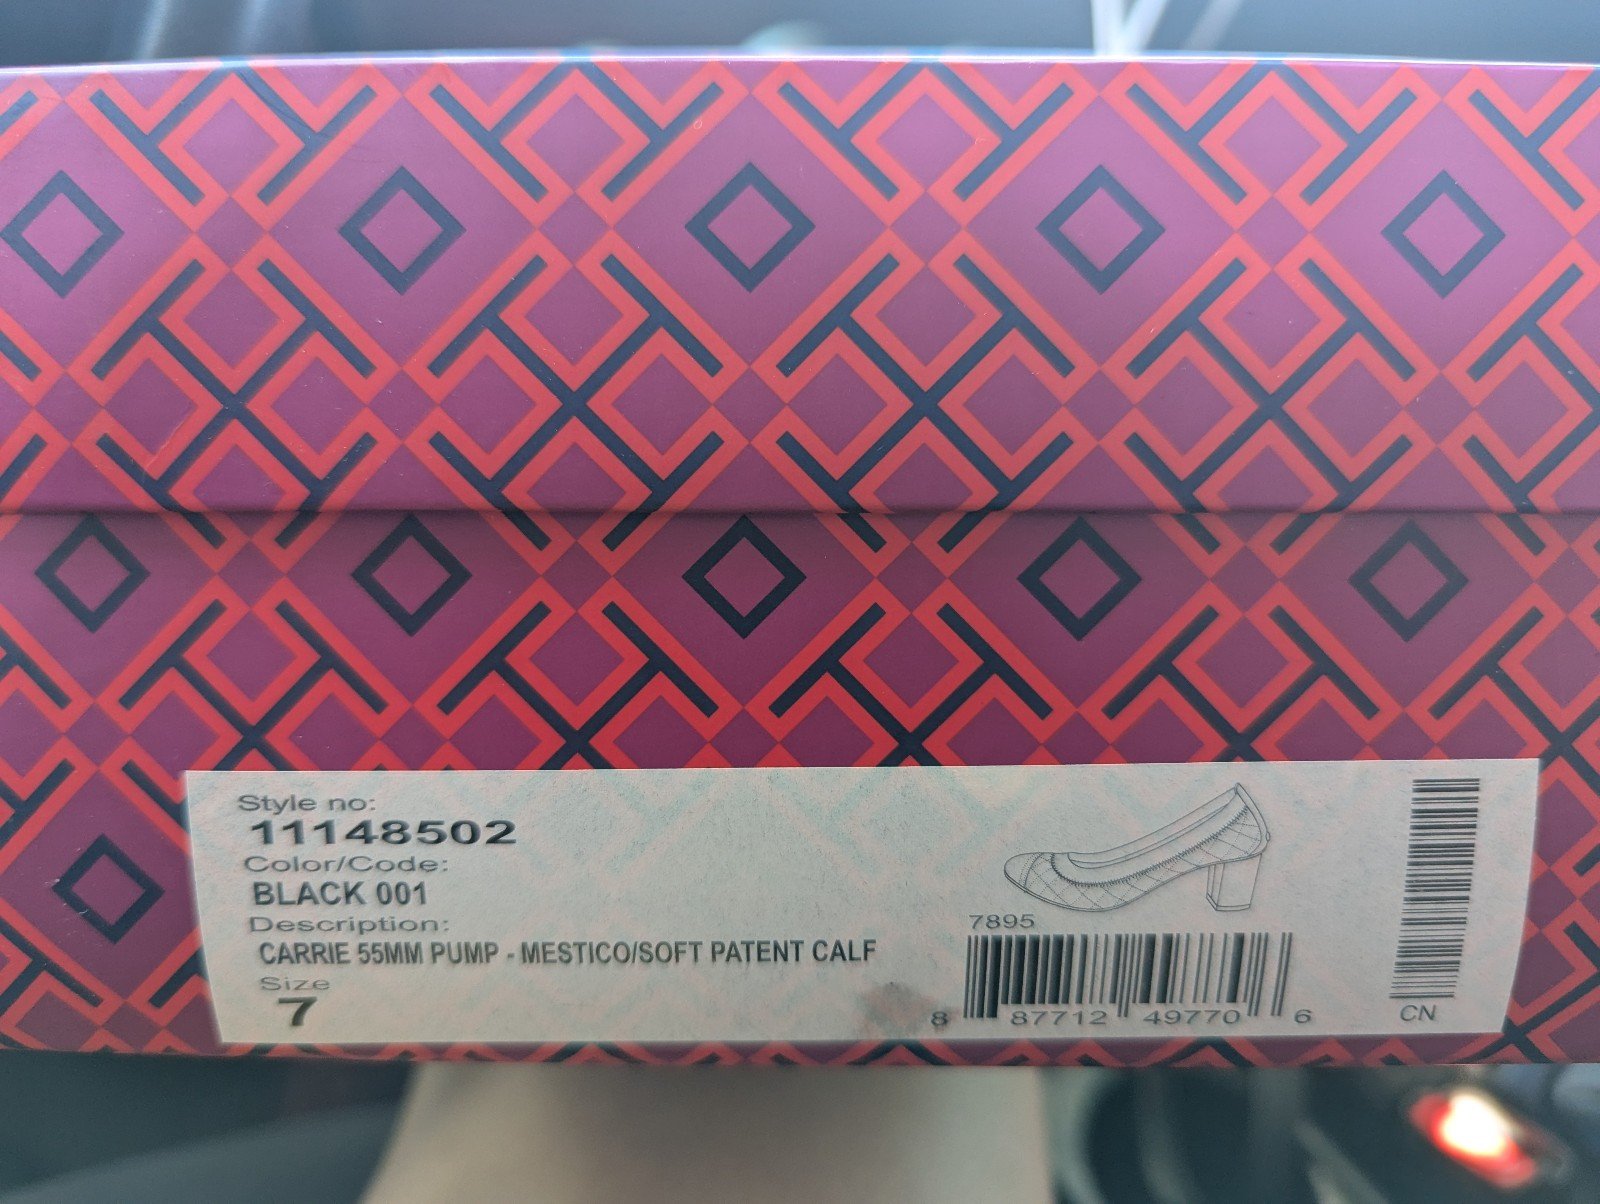 Style no:
11148502
Color/Code:
BLACK 001
Description:
CARRIE 55MM PUMP - MESTICO/SOFT PATENT CALF
Size
7
7895
8 87712 49770 6
CN